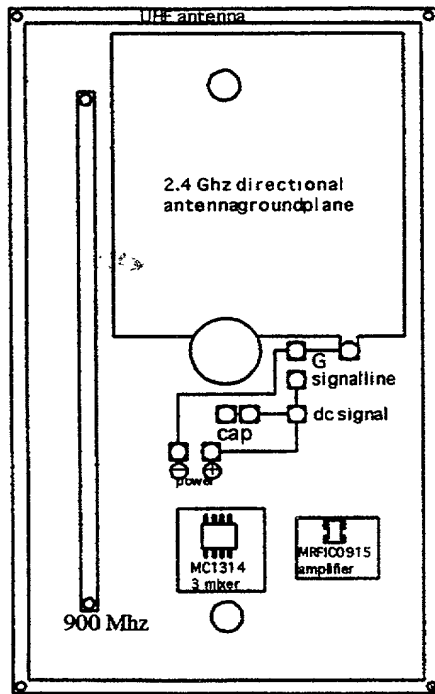 UHF antenna
2.4 Ghz directional
antennagroundplane
G
signalline
dc signal
cap
power
MC1314
3 mixer
MRFIC0915
amplifier
900 Mhz